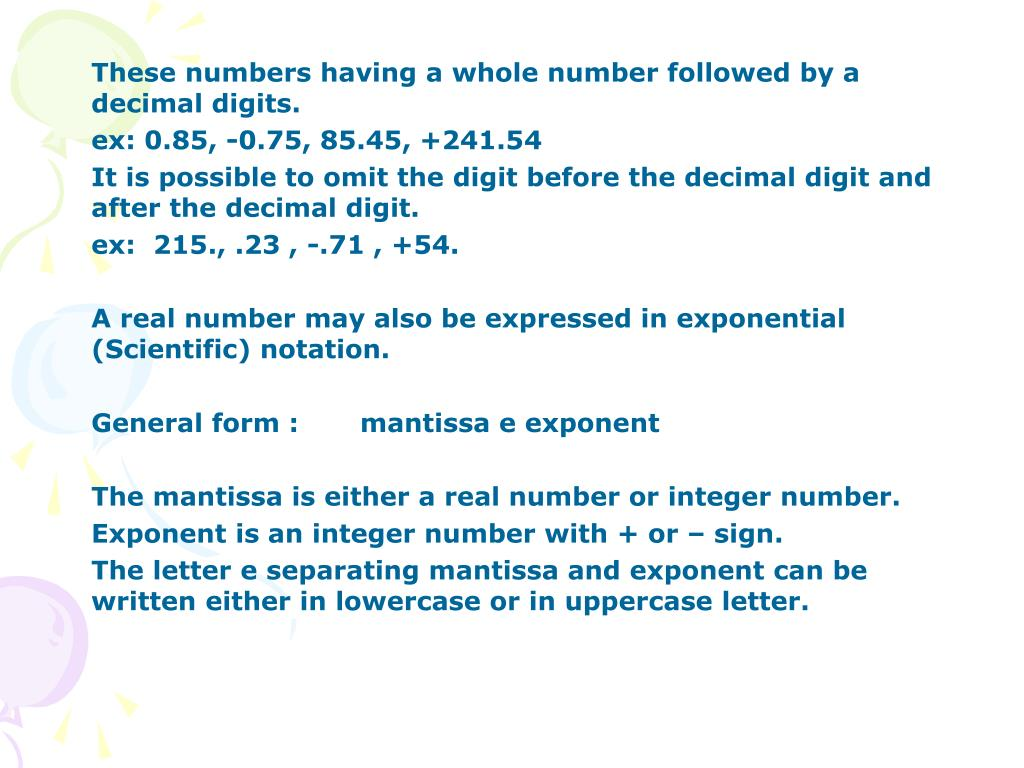 These numbers having a whole number followed by a
decimal digits.
ex: 0.85, -0.75, 85.45, +241.54
It is possible to omit the digit before the decimal digit and
after the decimal digit.
ex:  215., .23 , -.71 , +54.
A real number may also be expressed in exponential
(Scientific) notation.
General form :       mantissa e exponent
The mantissa is either a real number or integer number.
Exponent is an integer number with + or – sign.
The letter e separating mantissa and exponent can be
written either in lowercase or in uppercase letter.